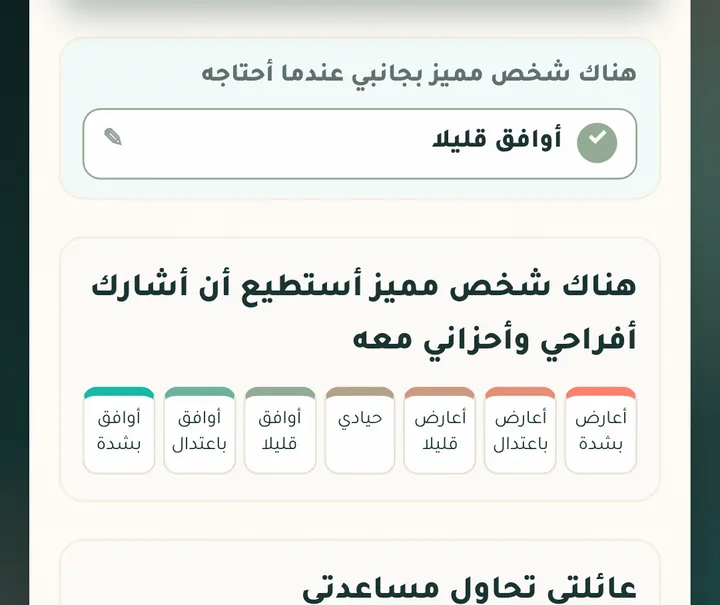 هناك شخص مميز بجانبي عندما أحتاجه
أوافق قليلا
هناك شخص مميز أستطيع أن أشارك
أفراحي وأحزاني معه
أعارض بشدة
أعارض باعتدال
أعارض قليلا
حيادي
أوافق قليلا
أوافق باعتدال
أوافق بشدة
عائلتي تحاول مساعدتي